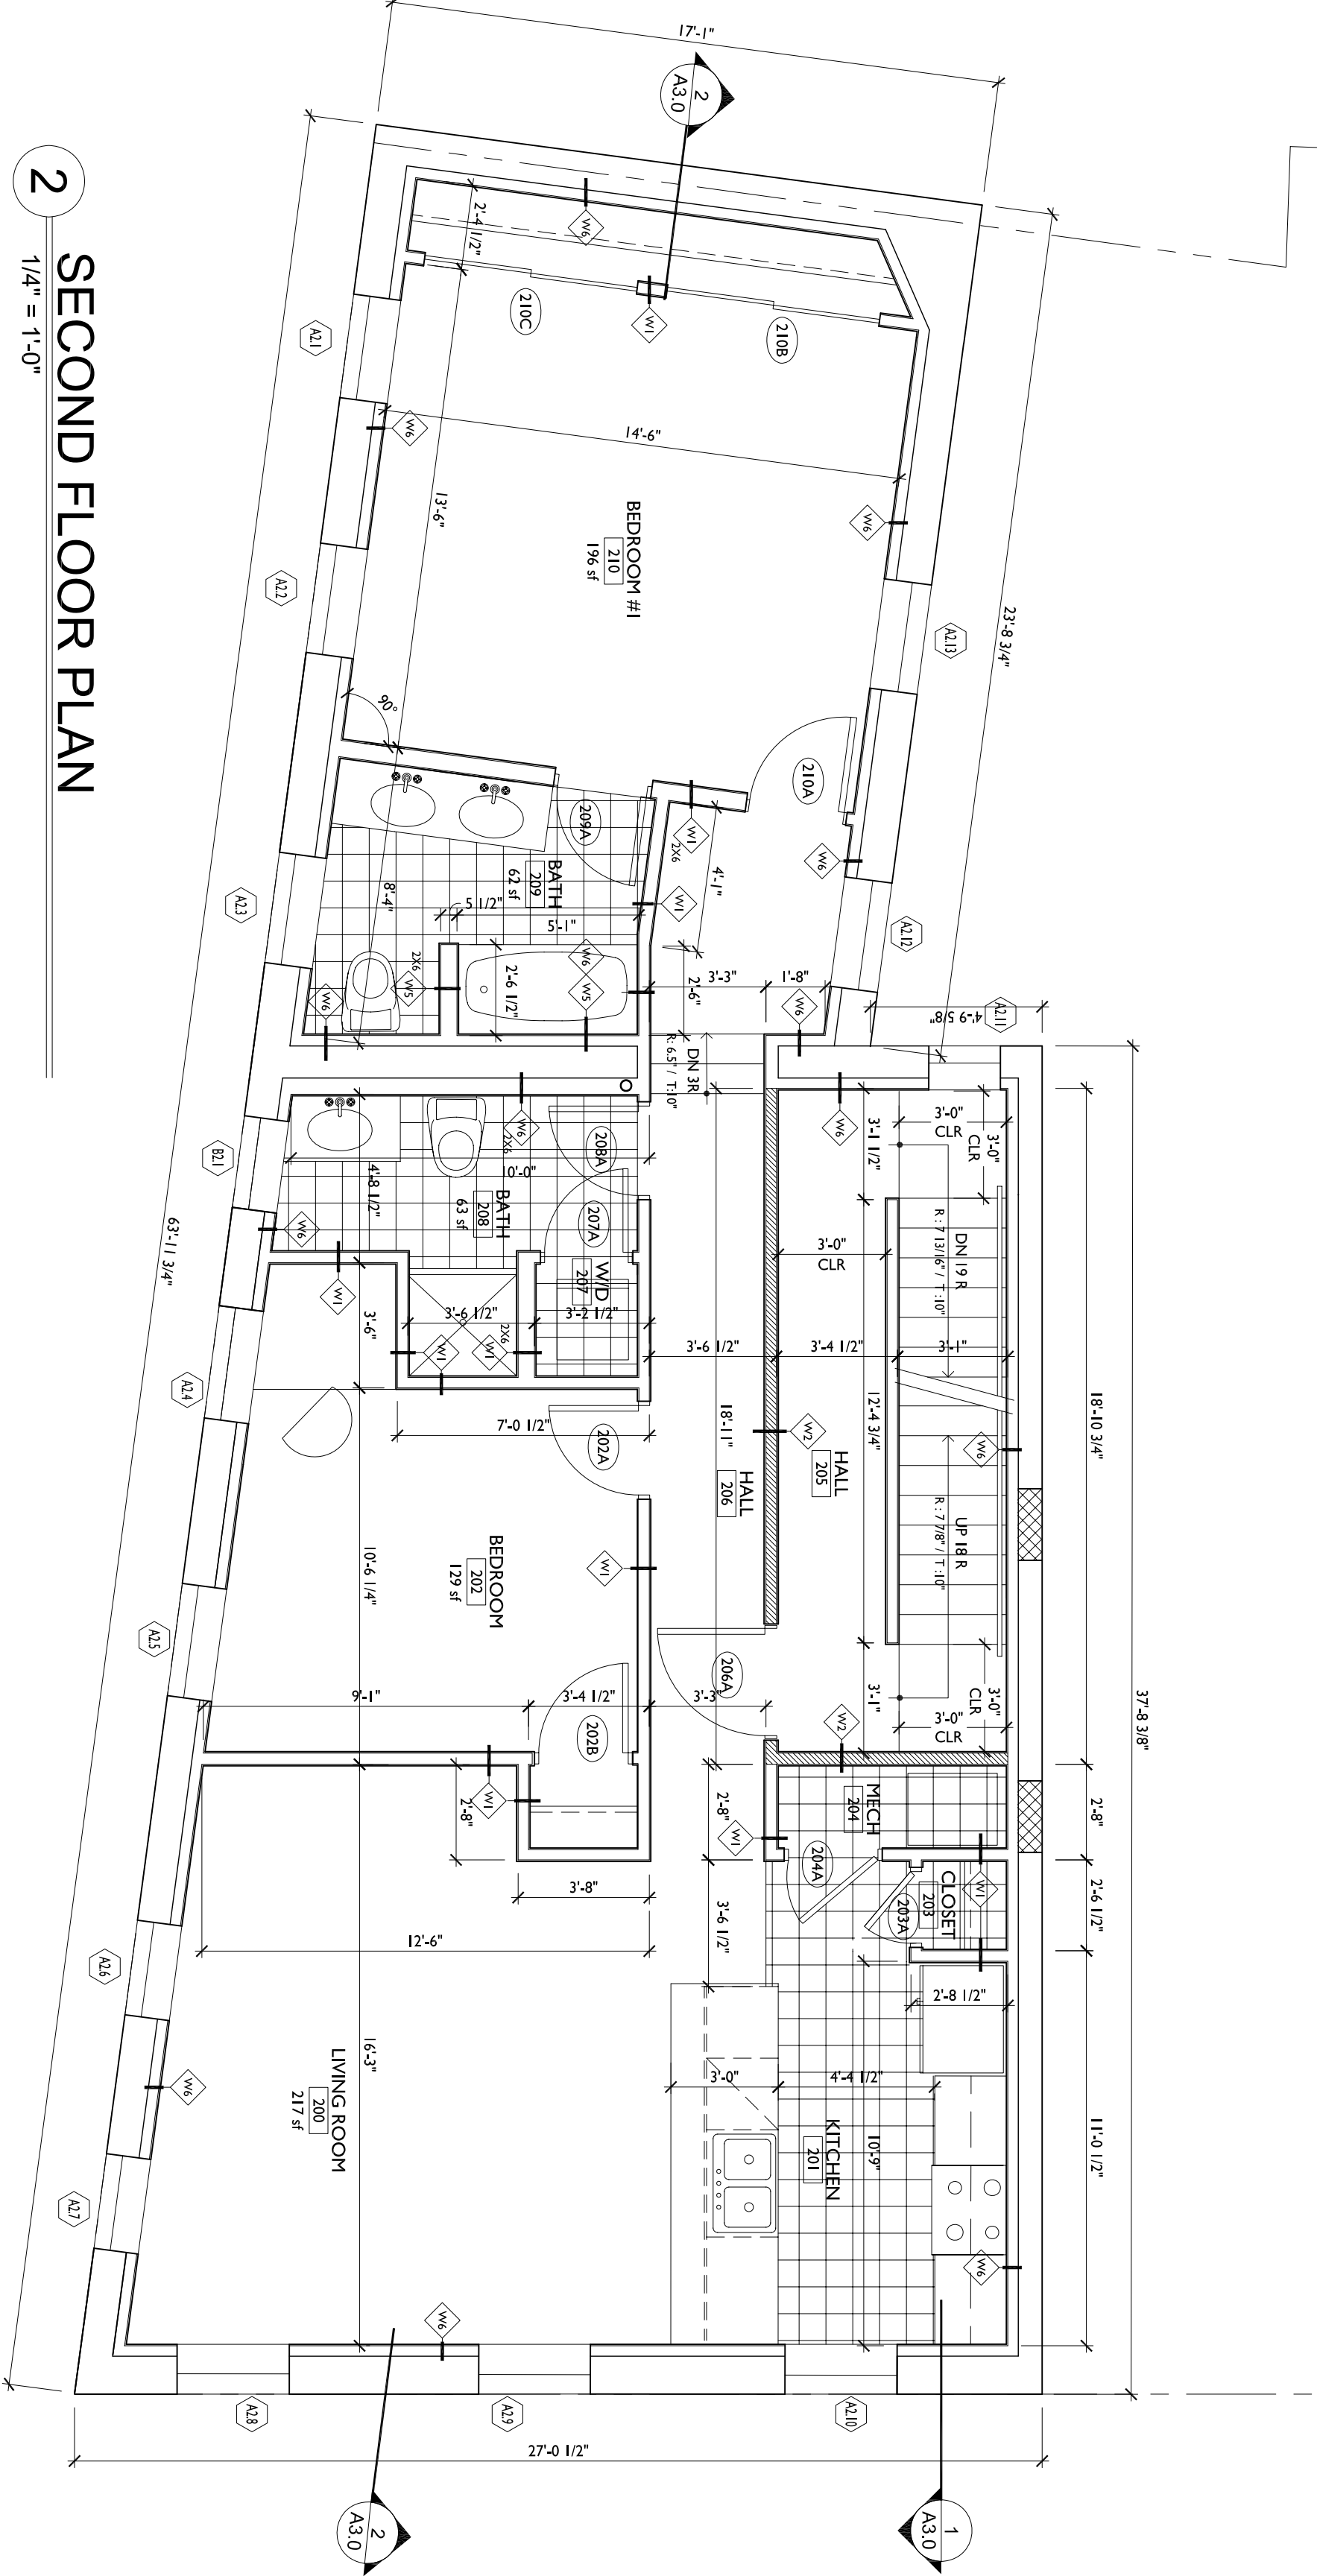 2
SECOND FLOOR PLAN
1/4" = 1'-0"
17'-1"
2
A3.0
23'-8 3/4"
63'-11 3/4"
2'-4 1/2"
W6
210C
W1
210B
A2.1
W6
14'-6"
13'-6"
W6
BEDROOM #1
210
196 sf
A2.2
A2.13
90°
210A
209A
W6
W1
2X6
4'-1"
W1
BATH
209
62 sf
8'-4"
5 1/2"
5'-1"
A2.3
A2.12
2X6
W5
2'-6 1/2"
W6
W5
W6
2'-6"
3'-3"
1'-8"
W6
A2.11
4'-9 5/8"
DN 3R
R: 6.5" / T:10"
37'-8 3/8"
W6
3'-1 1/2"
3'-0"
CLR
3'-0"
CLR
B2.1
W6
2X6
208A
10'-0"
4'-8 1/2"
BATH
208
63 sf
W6
207A
W/D
207
3'-0"
CLR
DN 19 R
R: 7 13/16" / T :10"
W1
3'-6"
3'-6 1/2"
3'-2 1/2"
2X6
W1
W1
3'-6 1/2"
3'-4 1/2"
3'-1"
18'-10 3/4"
A2.4
7'-0 1/2"
202A
18'-11"
W2
12'-4 3/4"
HALL
205
W6
HALL
206
UP 18 R
R: 7 7/8" / T :10"
BEDROOM
202
129 sf
10'-6 1/4"
W1
A2.5
206A
9'-1"
3'-4 1/2"
3'-3"
3'-1"
3'-0"
CLR
3'-0"
CLR
202B
W2
W1
2'-8"
W1
2'-8"
MECH
204
2'-8"
204A
3'-8"
CLOSET
203
203A
W1
2'-6 1/2"
3'-6 1/2"
12'-6"
A2.6
2'-8 1/2"
16'-3"
W6
LIVING ROOM
200
217 sf
3'-0"
4'-4 1/2"
KITCHEN
201
10'-9"
11'-0 1/2"
A2.7
W6
W6
A2.8
A2.9
A2.10
27'-0 1/2"
2
A3.0
1
A3.0